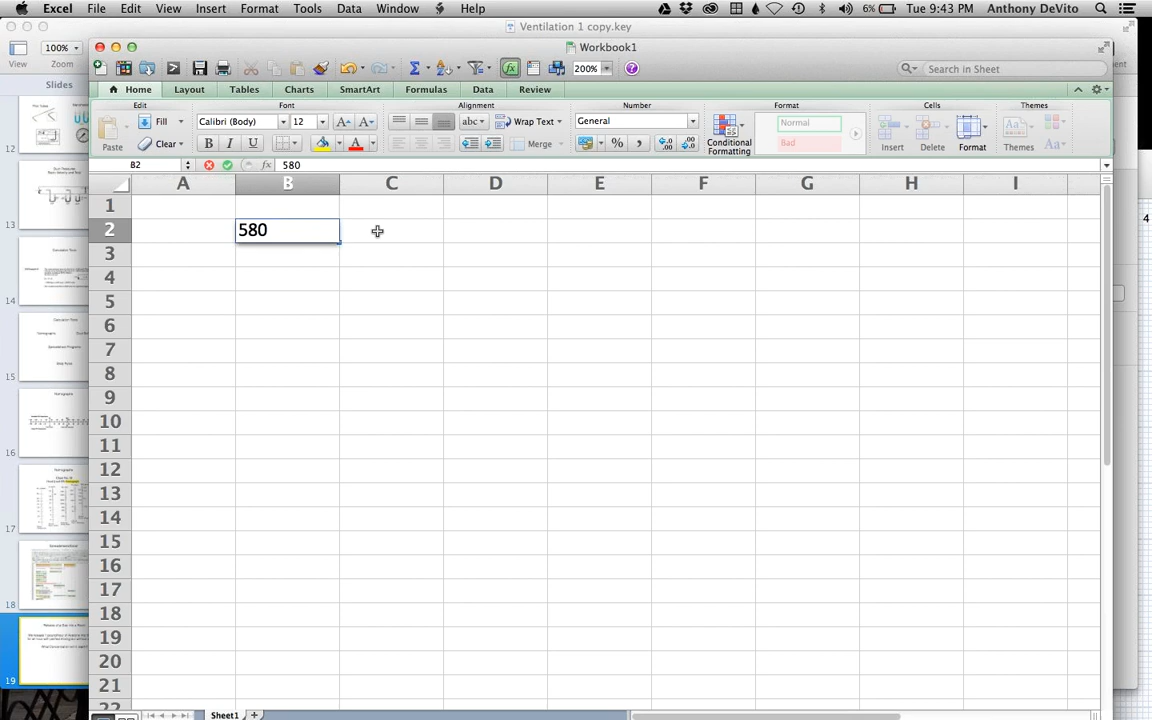 Excel File Edit View Insert Format Tools Data Window Help 6% Tue 9:43 PM Anthony DeVito
Ventilation 1 copy.key
Workbook1
View 100% Zoom
200% Search in Sheet
Slides
Home Layout Tables Charts SmartArt Formulas Data Review
Edit Font Alignment Number Format Cells Themes
Paste Fill Calibri (Body) 12 A A abc Wrap Text General Conditional Formatting Normal Insert Delete Format Themes Aa
Clear B I U A Merge % Bad
B2 fx 580
A B C D E F G H I
1
2 580
3
4
5
6
7
8
9
10
11
12
13
14
15
16
17
18
19
20
21
22
12
13
14
15
16
17
18
19
4
Sheet1